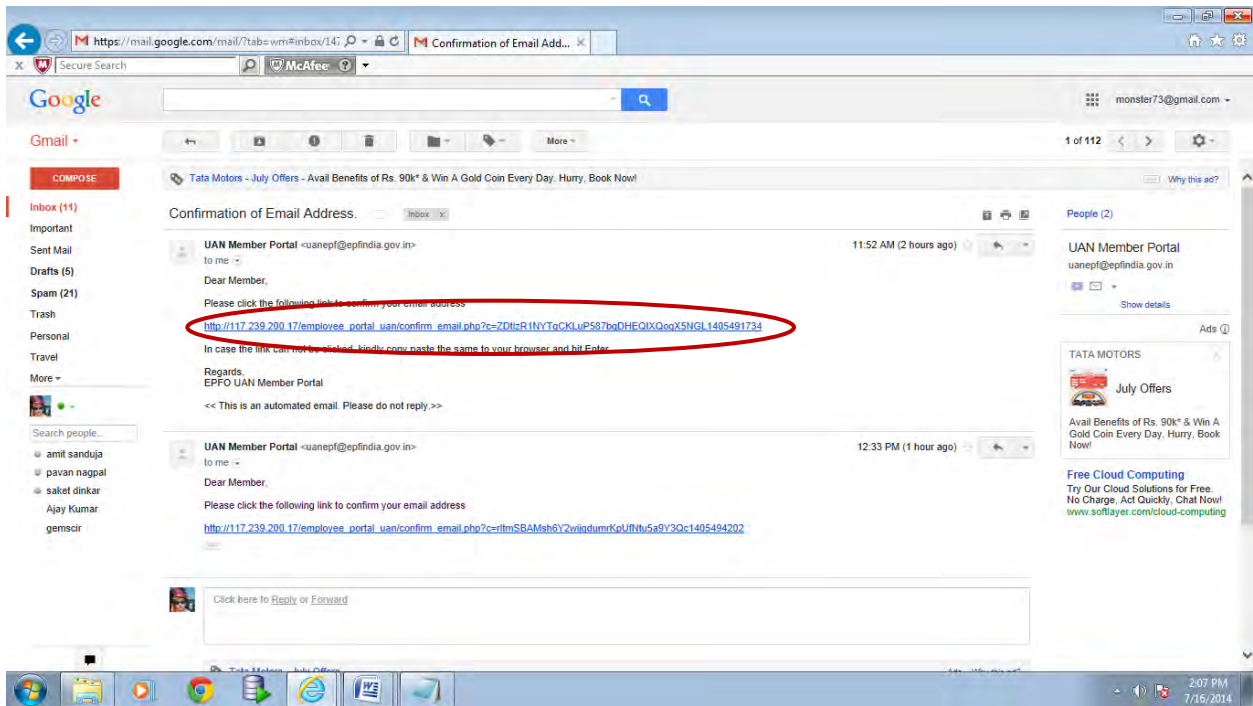 https://mail.google.com/mail/?tab=wm#inbox/147
Confirmation of Email Add...
x Secure Search McAfee ?
Google
monster73@gmail.com
Gmail
More
1 of 112
COMPOSE
Tata Motors - July Offers - Avail Benefits of Rs. 90k* & Win A Gold Coin Every Day. Hurry, Book Now!
Why this ad?
Inbox (11)
Important
Sent Mail
Drafts (5)
Spam (21)
Trash
Personal
Travel
More
Search people...
amit sanduja
pavan nagpal
saket dinkar
Ajay Kumar
gemscir
Confirmation of Email Address. Inbox x
UAN Member Portal <uanepf@epfindia.gov.in>
11:52 AM (2 hours ago)
to me
Dear Member,
Please click the following link to confirm your email address
http://117.239.200.17/employee_portal_uan/confirm_email.php?c=
In case the link can not be clicked, kindly copy paste the same to your browser and hit Enter
Regards,
EPFO UAN Member Portal
<< This is an automated email. Please do not reply.>>
UAN Member Portal <uanepf@epfindia.gov.in>
12:33 PM (1 hour ago)
to me
Dear Member,
Please click the following link to confirm your email address
http://117.239.200.17/employee_portal_uan/confirm_email.php?c=
Click here to Reply or Forward
Tata Motors - July Offers
Ads - Why this ad?
People (2)
UAN Member Portal
uanepf@epfindia.gov.in
Show details
Ads
TATA MOTORS
July Offers
Avail Benefits of Rs. 90k* & Win A
Gold Coin Every Day. Hurry, Book
Now!
Free Cloud Computing
Try Our Cloud Solutions for Free.
No Charge, Act Quickly, Chat Now!
www.softlayer.com/cloud-computing
2:07 PM
7/16/2014